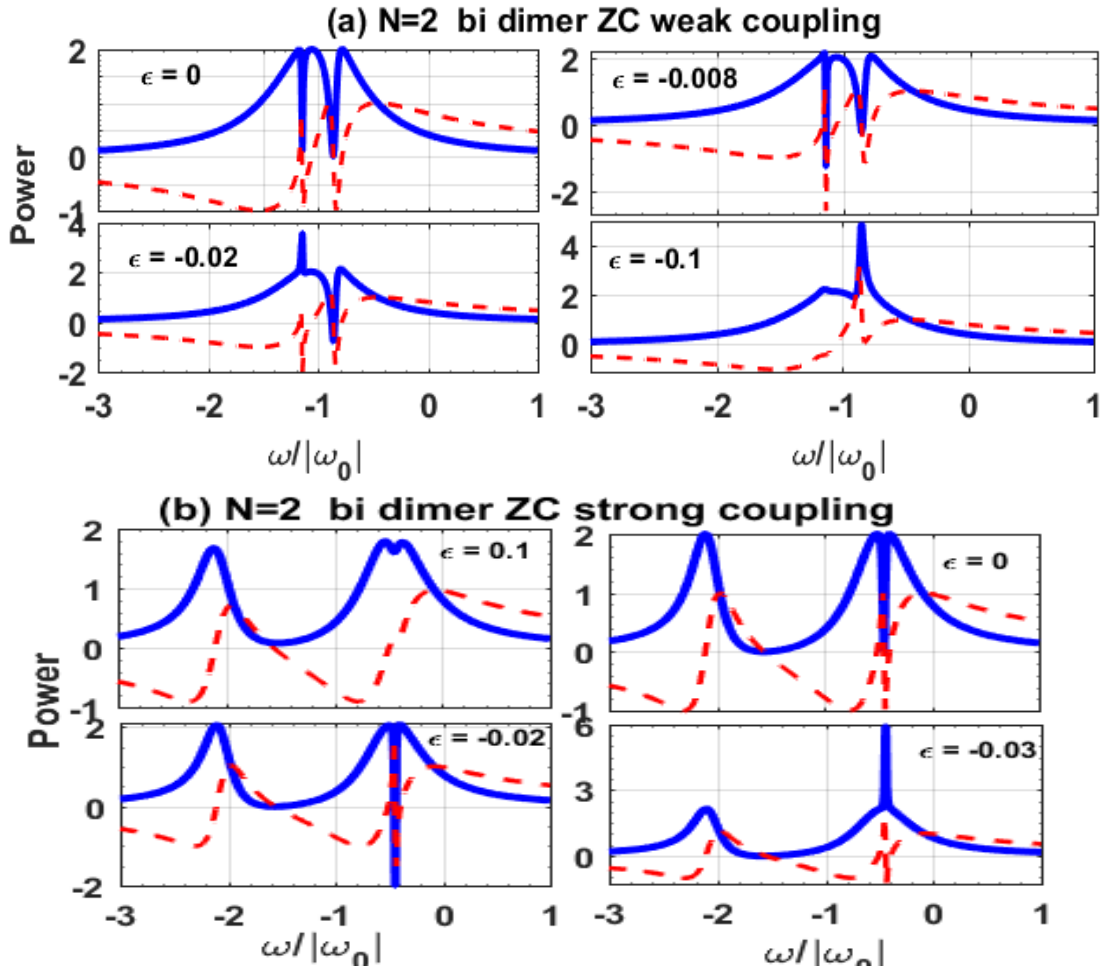 (a) N=2 bi dimer ZC weak coupling
Power
2
1
0
-1
ϵ = 0
2
0
-2
ϵ = -0.008
4
2
0
-2
ϵ = -0.02
4
2
0
ϵ = -0.1
-3 -2 -1 0 1
-3 -2 -1 0 1
ω/|ω0|
ω/|ω0|
(b) N=2 bi dimer ZC strong coupling
Power
2
1
0
-1
ϵ = 0.1
2
1
0
-1
ϵ = 0
2
0
-2
ϵ = -0.02
6
3
0
ϵ = -0.03
-3 -2 -1 0 1
-3 -2 -1 0 1
ω/|ω0|
ω/|ω0|